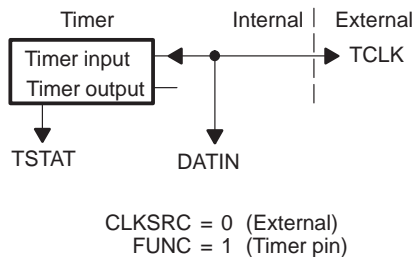 Timer Internal External
Timer input TCLK
Timer output
TSTAT DATIN
CLKSRC = 0 (External)
FUNC = 1 (Timer pin)